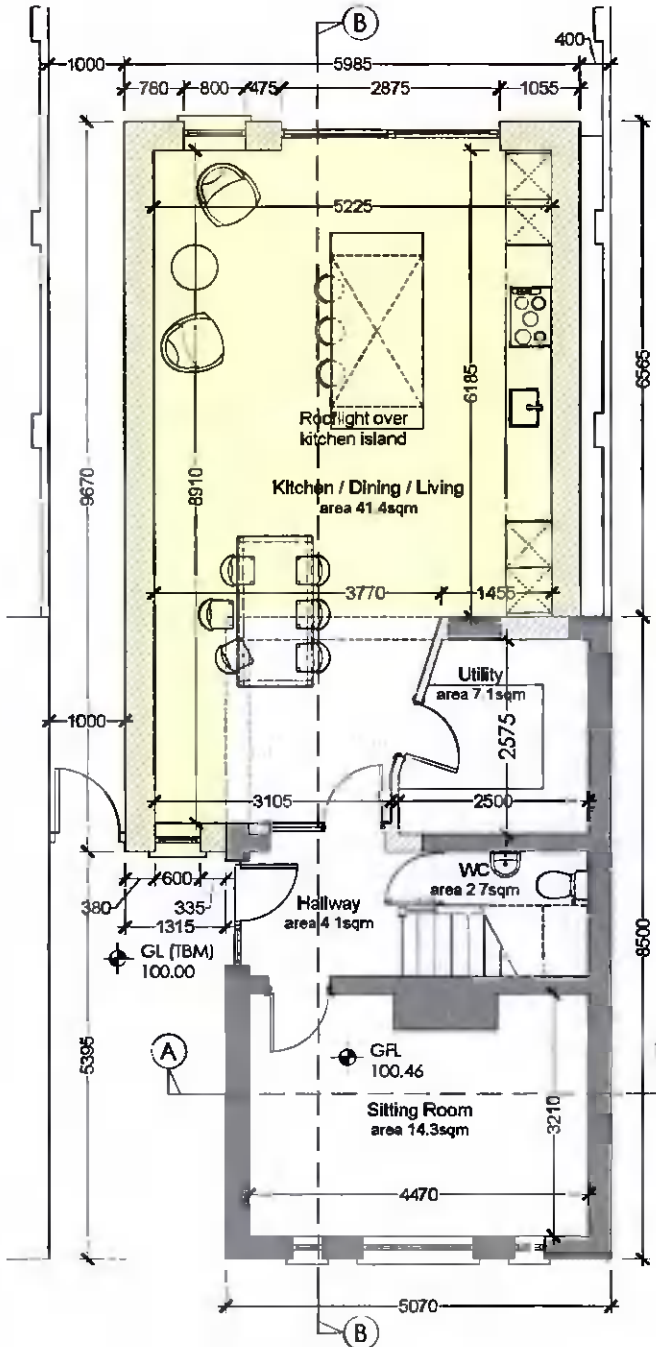 B
1000
5985
400
780
800
475
2875
1055
5225
6185
6565
9670
8910
Rooflight over
kitchen island
Kitchen / Dining / Living
area 41.4sqm
3770
1455
Utility
area 7.1sqm
2575
1000
3105
2500
WC
area 2.7sqm
600
380
335
1315
Hallway
area 4.1sqm
GL (TBM)
100.00
8500
5395
A
GFL
100.46
Sitting Room
area 14.3sqm
3210
4470
5070
B